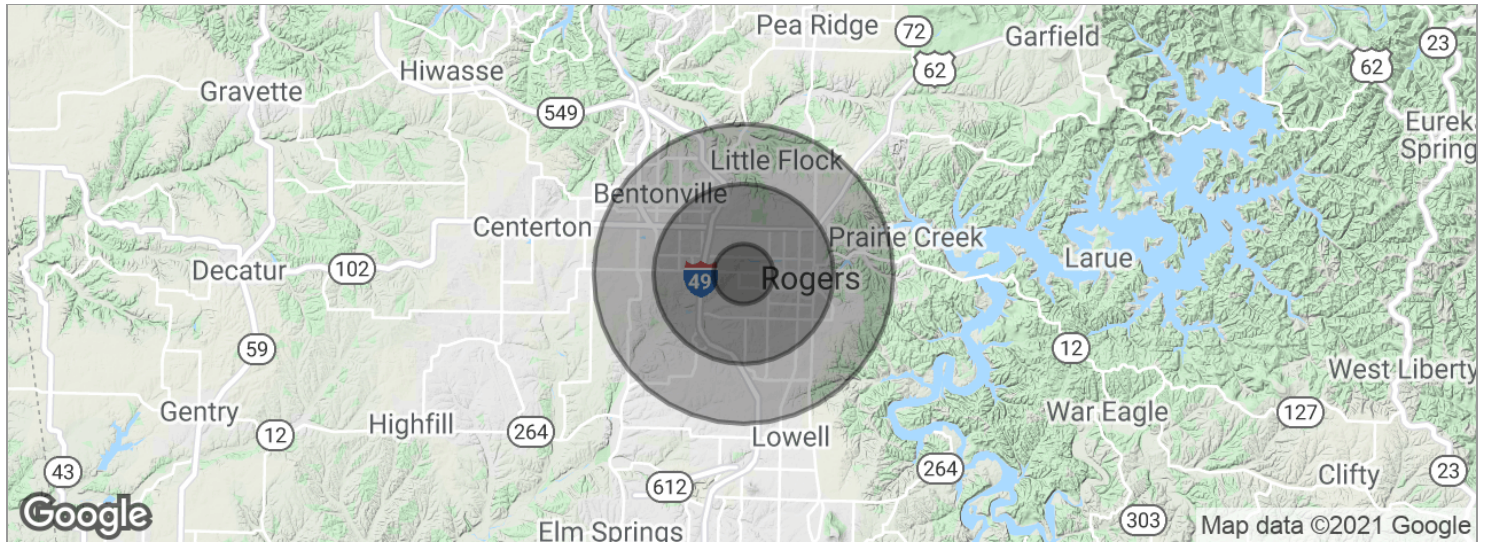 Pea Ridge
72
Garfield
23
62
62
Hiwasse
Gravette
549
Eurek
Spring
Little Flock
Bentonville
Centerton
Prairie Creek
Larue
Decatur
102
49
Rogers
59
12
West Liberty
Gentry
Highfill
12
264
War Eagle
127
Lowell
43
264
23
Clifty
612
Google
Elm Springs
303
Map data ©2021 Google